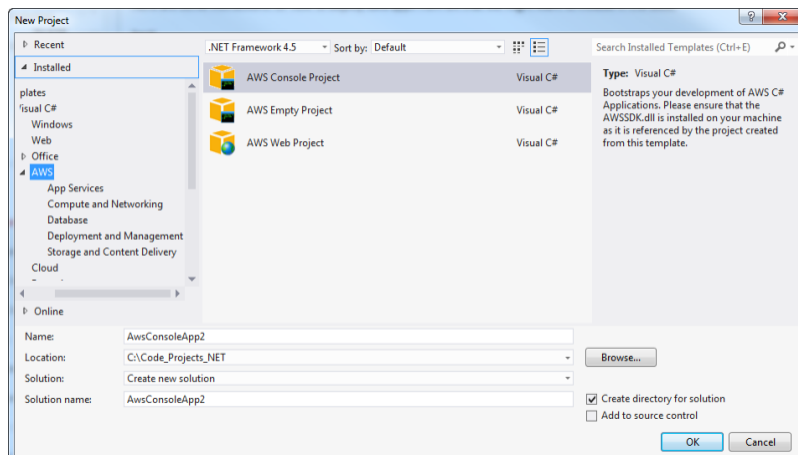 New Project
Recent
.NET Framework 4.5 Sort by: Default Search Installed Templates (Ctrl+E)
Installed
plates
isual C#
Windows
Web
Office
AWS
App Services
Compute and Networking
Database
Deployment and Management
Storage and Content Delivery
Cloud
Online
AWS Console Project Visual C#
AWS Empty Project Visual C#
AWS Web Project Visual C#
Type: Visual C#
Bootstraps your development of AWS C#
Applications. Please ensure that the
AWSSDK.dll is installed on your machine
as it is referenced by the project created
from this template.
Name: AwsConsoleApp2
Location: C:\Code_Projects_NET Browse...
Solution: Create new solution
Solution name: AwsConsoleApp2
Create directory for solution
Add to source control
OK Cancel